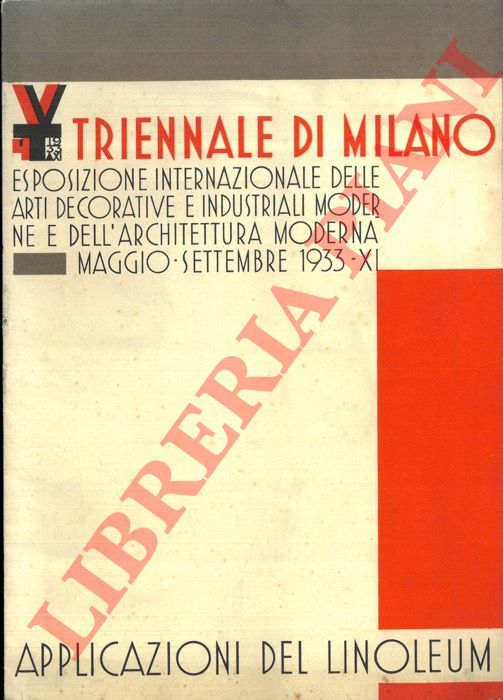 V
TRIENNALE DI MILANO
ESPOSIZIONE INTERNAZIONALE DELLE
ARTI DECORATIVE E INDUSTRIALI MODER
NE E DELL'ARCHITETTURA MODERNA
MAGGIO·SETTEMBRE 1933-XI
LIBRERIA PIANI
APPLICAZIONI DEL LINOLEUM